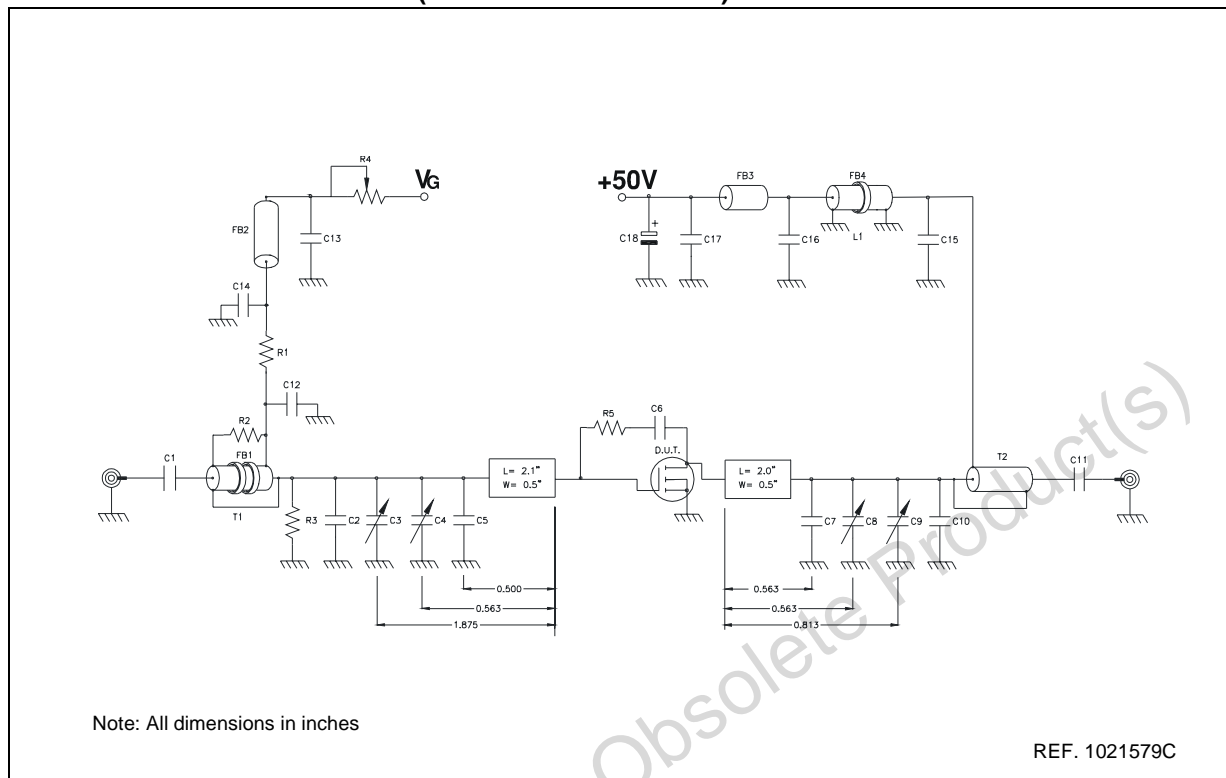 R4
VG
+50V
FB3
FB4
FB2
C13
C18
+
C17
C16
L1
C15
C14
R1
C12
R2
FB1
C1
T1
R3
C2
C3
C4
C5
L= 2.1"
W= 0.5"
R5
C6
D.U.T.
L= 2.0"
W= 0.5"
C7
C8
C9
C10
T2
C11
0.500
0.563
1.875
0.563
0.563
0.813
Obsolete Product(s)
Note: All dimensions in inches
REF. 1021579C